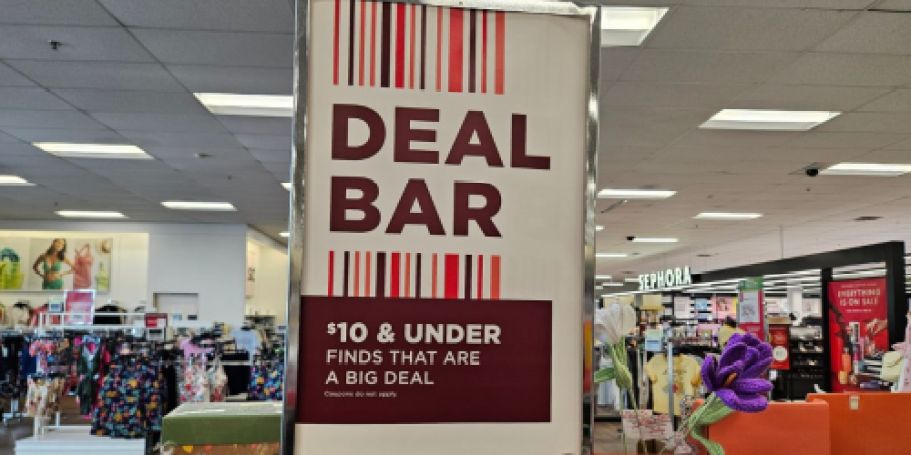 DEAL
BAR
$10 & UNDER
FINDS THAT ARE
A BIG DEAL
Coupons do not apply.
SEPHORA
EVERYTHING
IS ON SALE